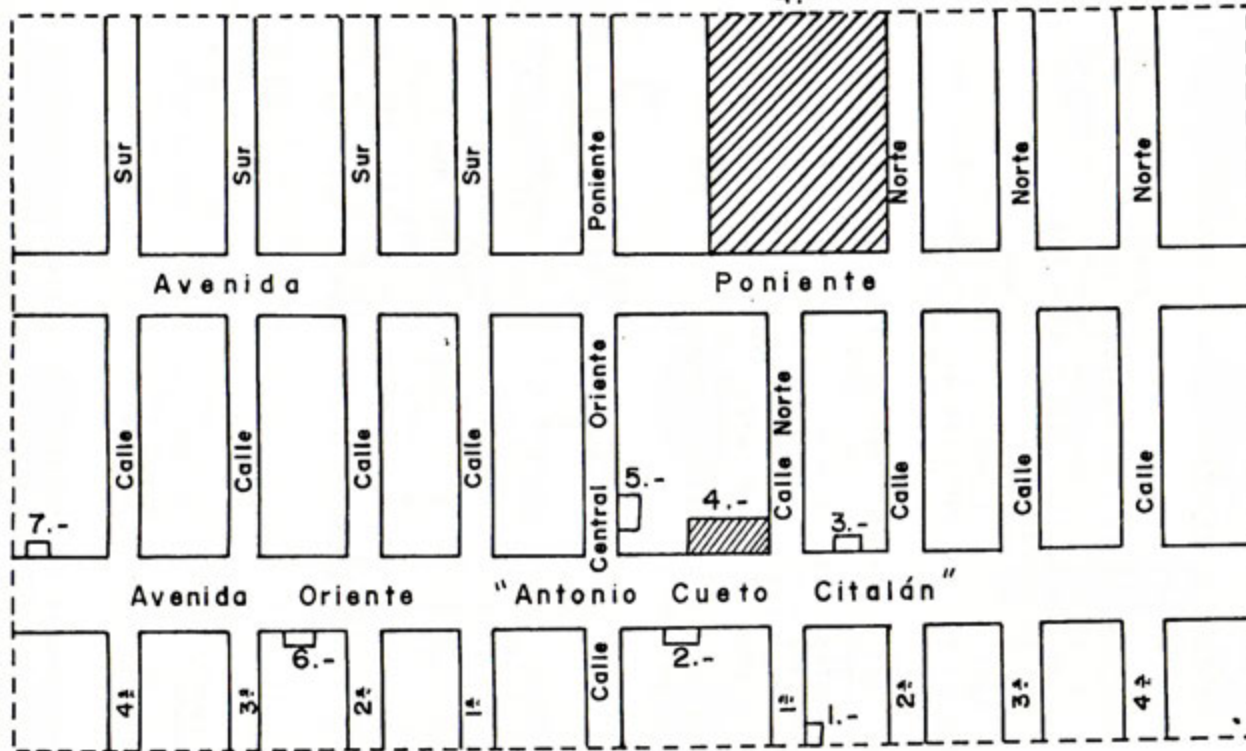 Sur
Sur
Sur
Sur
Poniente
Norte
Norte
Norte
Avenida Poniente
Calle
Calle
Calle
Calle
Central Oriente
Calle Norte
Calle
Calle
Calle
7.-
5.-
4.-
3.-
Avenida Oriente "Antonio Cueto Citalán"
6.-
2.-
1.-
4ª
3ª
2ª
1ª
Calle
1ª
2ª
3ª
4ª